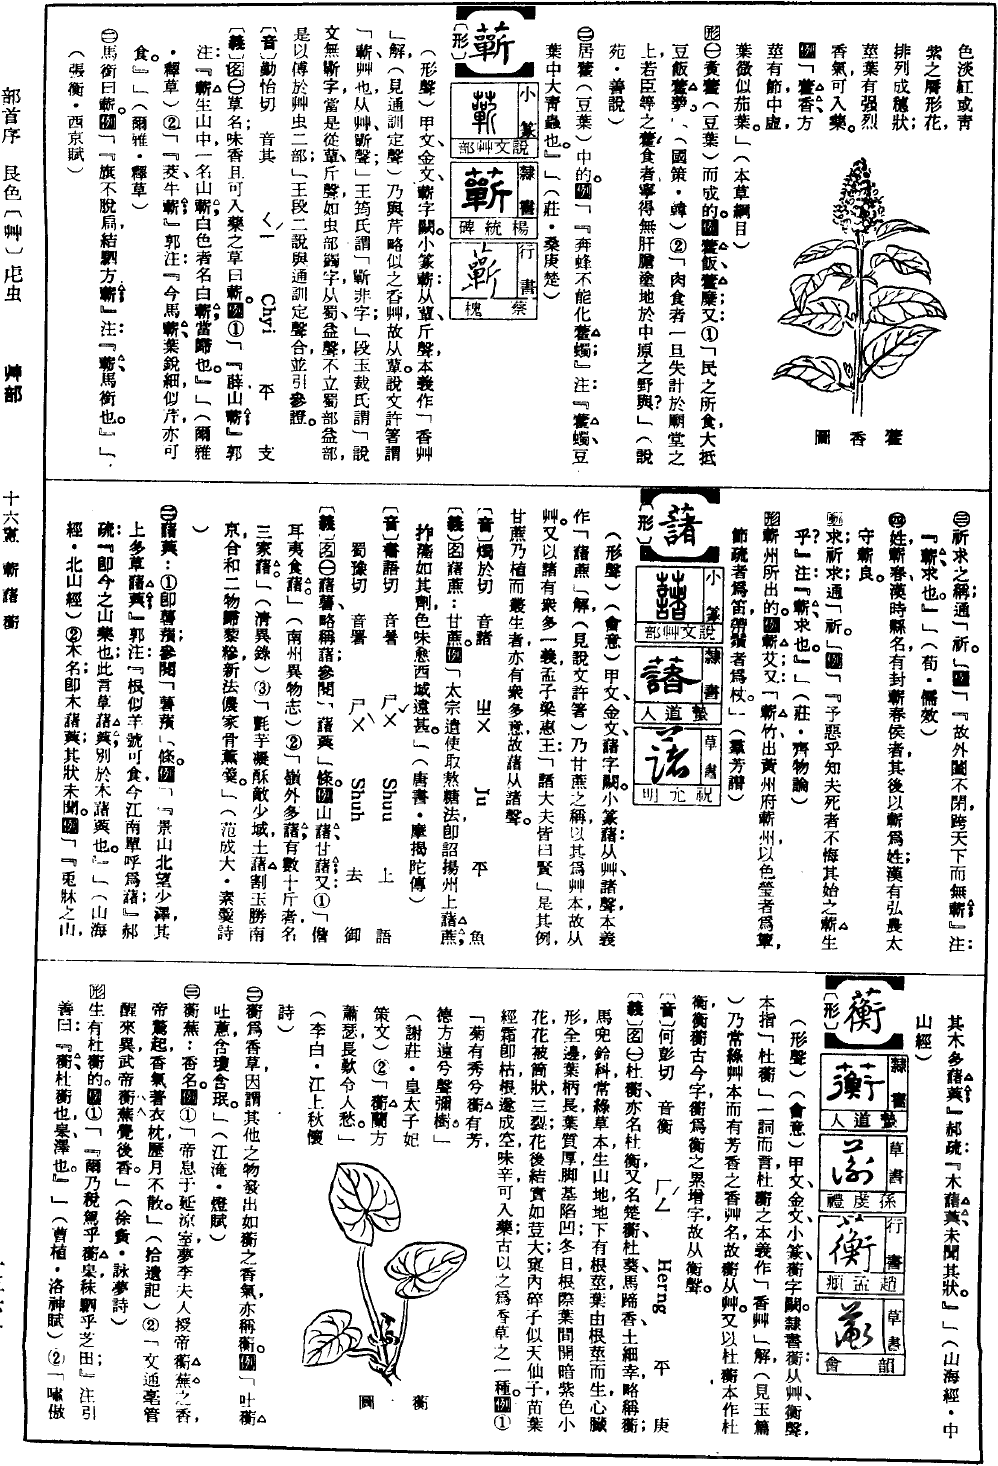 色淡紅或靑
紫之脣形花,
排列成穗狀;
莖葉有强烈
香氣,可入藥。
例「藿香,方
莖有節中虛,
葉微似茄葉。」(本草綱目)
形㊀黃藿(豆葉)而成的。例藿飯、藿羹。又:①「民之所食,大抵
豆飯藿羹。」(國策·韓)②「肉食者一旦失計於廟堂之
上,若臣等之藿食者,寧得無肝膽塗地於中原之野與?」(說
苑·善說)
㊁居藿(豆葉)中的。例「『奔蜂不能化藿蠋』注:『藿蠋,豆
葉中大靑蟲也。』」(莊·桑庚楚)
蘄
〔形〕
小篆 說文艸部
隸書 楊統碑
行書 蔡槐
(形聲)甲文、金文蘄字闕。小篆蘄:从䓣,斤聲,本義作「香艸
」解(見通訓定聲),乃與芹略似之香艸,故从䓣。說文許箸謂
「蘄艸也,从艸、䉣聲」,王筠氏謂「䉣非字」,段玉裁氏謂「說
文無䉣字,當是從䓣,斤聲,如虫部蠲字,从蜀,益聲,不立蜀部、益部,
是以傅於艸虫二部」,王段二說與通訓定聲合,並引參證。
〔音〕勤怡切 音其 ㄑㄧˊ Chyi 平 支
〔義〕名㊀草名,味香且可入藥之草曰蘄。例①「『薜,山蘄』郭
注:『蘄生山中,一名山蘄;白色者名白蘄,當歸也。』」(爾雅
·釋草)②「『茭,牛蘄』郭注:『今馬蘄,葉銳細似芹,亦可
食。』」(爾雅·釋草)
㊁馬銜曰蘄。例「『旗不脫扃,結駟方蘄』注:『蘄,馬銜也。』」
(張衡·西京賦)
藿香圖
㊂祈求之稱,通「祈」。例「『故外闔不閉,跨天下而無蘄』注:
『蘄,求也』」(荀·儒效)
㊃姓,蘄春,漢時縣名,有封蘄春侯者,其後以蘄爲姓;漢有弘農太
守蘄良。
動求,祈求;通「祈」。例「『予惡乎知夫死者不悔其始之蘄生
乎?』注:『蘄,求也。』」(莊·齊物論)
形蘄州所出的。例蘄艾。又:「蘄竹出黃州府蘄州,以色瑩者爲簟,
節疏者爲笛,帶鬚者爲杖。」(羣芳譜)
藷
〔形〕
小篆 說文艸部
隸書 蟄道人
草書 祝允明
(形聲)(會意)甲文、金文藷字闕。小篆藷:从艸,諸聲,本義
作「藷蔗」解(見說文許箸),乃甘蔗之稱;以其爲艸本,故从
艸。又以諸有衆多一義,孟子梁惠王:「諸大夫皆曰賢」是其例,
甘蔗乃植而叢生者,亦有衆多意,故藷从諸聲。
〔音〕燭於切 音諸 ㄓㄨ Ju 平 魚
〔義〕名藷蔗:甘蔗。例「太宗遺使取熬糖法,卽詔揚州上藷蔗,
拃瀋如其劑,色味愈西域遠甚。」(唐書·摩揭陀傳)
〔音〕書語切 音暑 ㄕㄨˇ Shuu 上 語
蜀豫切 音署 ㄕㄨˋ Shuh 去 御
〔義〕名㊀藷薯略稱藷;參閱「藷藇」條。例山藷、甘藷。又:①「儋
耳夷食藷。」(南州異物志)②「嶺外多藷,有數十斤者名
三家藷。」(淸異錄)③「氈芋凝酥敵少城,土藷割玉勝南
京,合和二物歸藜糝,新法儂家骨董羹。」(范成大·素羹詩
)
㊁藷藇:①卽薯蕷;參閱「薯蕷」條。例「『景山北望少澤,其
上多草藷藇』郭注:『根似羊號,可食,今江南單呼爲藷』郝
疏:『卽今之山藥也,此言草藷藇,別於木藷藇也。』」(山海
經·北山經)②木名;卽木藷藇,其狀未聞。例「『兎牀之山,
其木多藷藇』郝疏:『木藷藇未聞其狀。』」(山海經·中
山經)
蘅
〔形〕
隸書 蟄道人
草書 孫虔禮
行書 趙孟頫
草書 韻會
(形聲)(會意)甲文、金文、小篆蘅字闕。隸書蘅:从艸,衡聲,
本指「杜蘅」一詞而言,杜蘅之本義作「香艸」解(見玉篇
)乃常綠艸本而有芳香之香艸名,故蘅从艸。又以杜蘅本作杜
衡,衡蘅古今字,蘅爲衡之累增字,故从衡聲。
〔音〕何彭切 音衡 ㄏㄥˊ Herng 平 庚
〔義〕名㊀杜蘅亦名杜衡,又名楚蘅、杜葵、馬蹄香、土細辛,略稱蘅;
馬兜鈴科,常綠草本,生山地,地下有根莖,葉由根莖而生,心臟
形,全邊,葉柄長,葉質厚,脚基陷凹;冬日根際葉間開暗紫色小
花,花被筒狀,三裂,花後結實如荳大,窠內碎子似天仙子,苗葉
經霜卽枯,根邃成空,味辛可入藥;古以之爲香草之一種。例①
「菊有秀兮蘅有芳,
德方遠兮聲彌樹。」
(謝莊·皇太子妃
策文)②「蘅蘭方
蕭瑟,長歎令人愁。」
(李白·江上秋懷
詩)
㊁蘅爲香草,因謂其他之物發出如蘅之香氣亦稱蘅。例「吐蘅
吐蕙,含瓊含珉。」(江淹·燈賦)
㊂蘅蕪:香名。例①「帝息于延涼室,夢李夫人授帝蘅蕪之香,
帝驚起,香氣著衣枕,歷月不散。」(拾遺記)②「文通毫管
醒來異,武帝蘅蕪覺後香。」(徐夤·詠夢詩)
形生有杜蘅的。例①「『爾乃稅駕乎蘅皋,秣駟乎芝田』注引
善曰:『蘅,杜蘅也;皋,澤也。』」(曹植·洛神賦)②「嘯傲
蘅圖
部首序 艮色〔艸〕虍虫
艸部
十六畫 蘄藷蘅